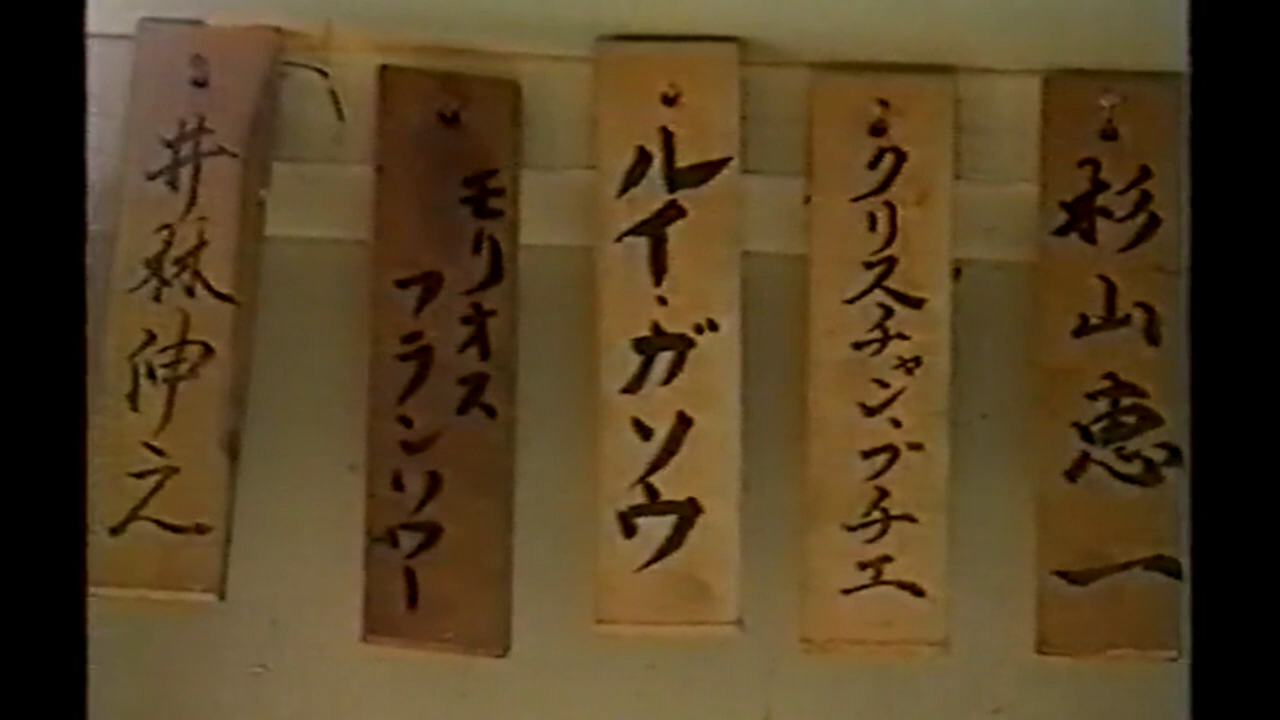 杉山恵一
クリスチャン・プチエ
ルイ・ガソウ
モリオス
フランソワー
井林伸之